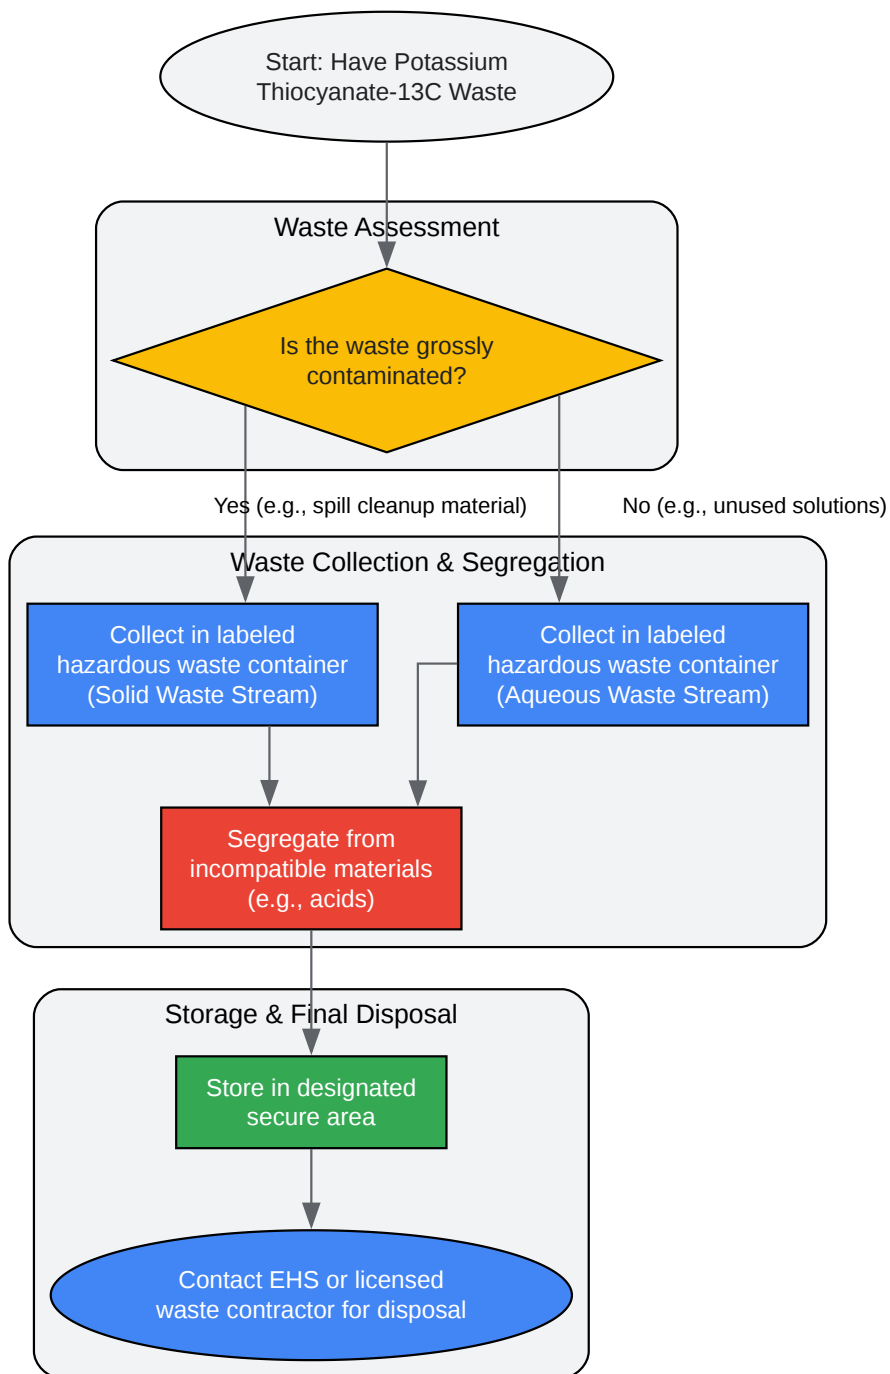 Start: Have Potassium
Thiocyanate-13C Waste
Waste Assessment
Is the waste grossly
contaminated?
Yes (e.g., spill cleanup material)
No (e.g., unused solutions)
Waste Collection & Segregation
Collect in labeled
hazardous waste container
(Solid Waste Stream)
Collect in labeled
hazardous waste container
(Aqueous Waste Stream)
Segregate from
incompatible materials
(e.g., acids)
Storage & Final Disposal
Store in designated
secure area
Contact EHS or licensed
waste contractor for disposal